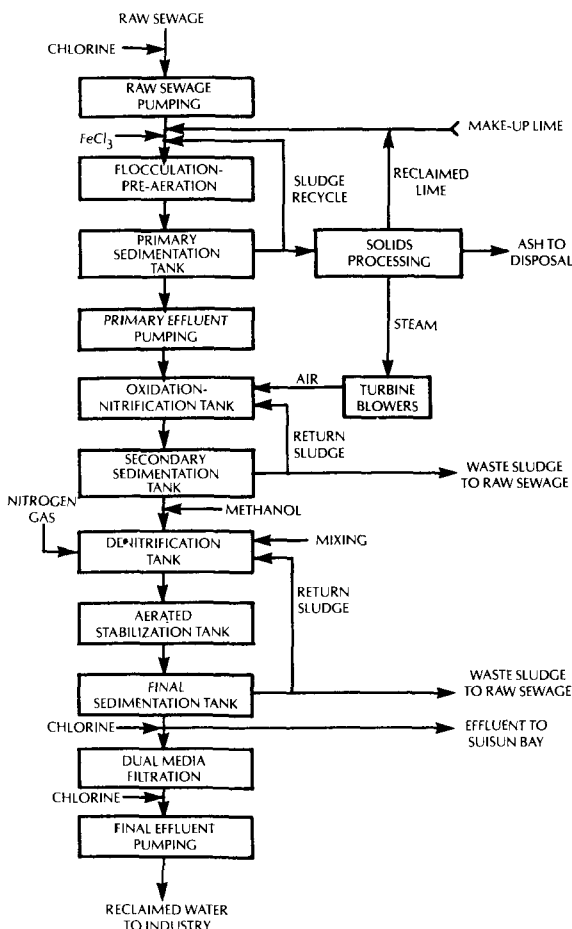 RAW SEWAGE
CHLORINE
RAW SEWAGE
PUMPING
MAKE-UP LIME
FeCl3
FLOCCULATION-
PRE-AERATION
SLUDGE
RECYCLE
RECLAIMED
LIME
PRIMARY
SEDIMENTATION
TANK
SOLIDS
PROCESSING
ASH TO
DISPOSAL
PRIMARY EFFLUENT
PUMPING
STEAM
OXIDATION-
NITRIFICATION TANK
AIR
TURBINE
BLOWERS
RETURN
SLUDGE
SECONDARY
SEDIMENTATION
TANK
WASTE SLUDGE
TO RAW SEWAGE
METHANOL
NITROGEN
GAS
DENITRIFICATION
TANK
MIXING
RETURN
SLUDGE
AERATED
STABILIZATION TANK
FINAL
SEDIMENTATION TANK
WASTE SLUDGE
TO RAW SEWAGE
CHLORINE
EFFLUENT TO
SUISUN BAY
DUAL MEDIA
FILTRATION
CHLORINE
FINAL EFFLUENT
PUMPING
RECLAIMED WATER
TO INDUSTRY